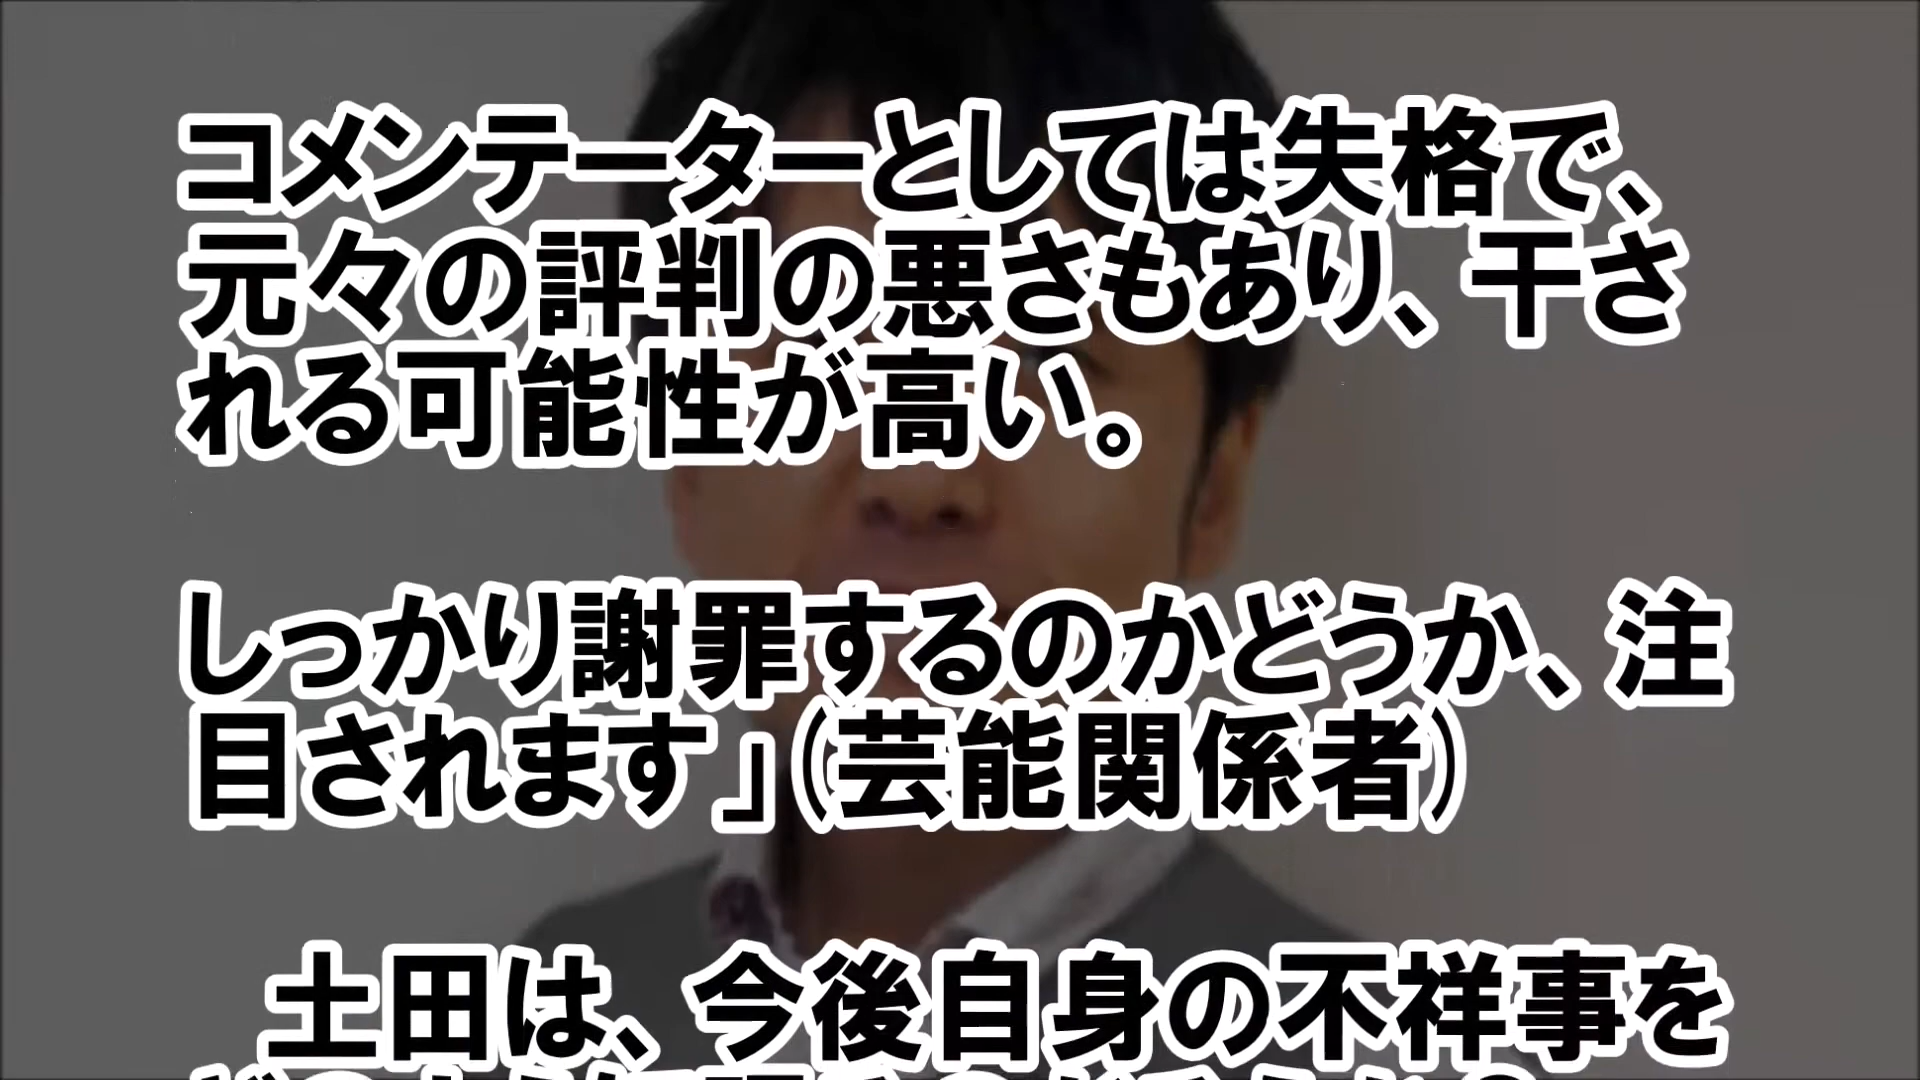 コメンテーターとしては失格で、
元々の評判の悪さもあり、干さ
れる可能性が高い。
しっかり謝罪するのかどうか、注
目されます」（芸能関係者）
土田は、今後自身の不祥事を